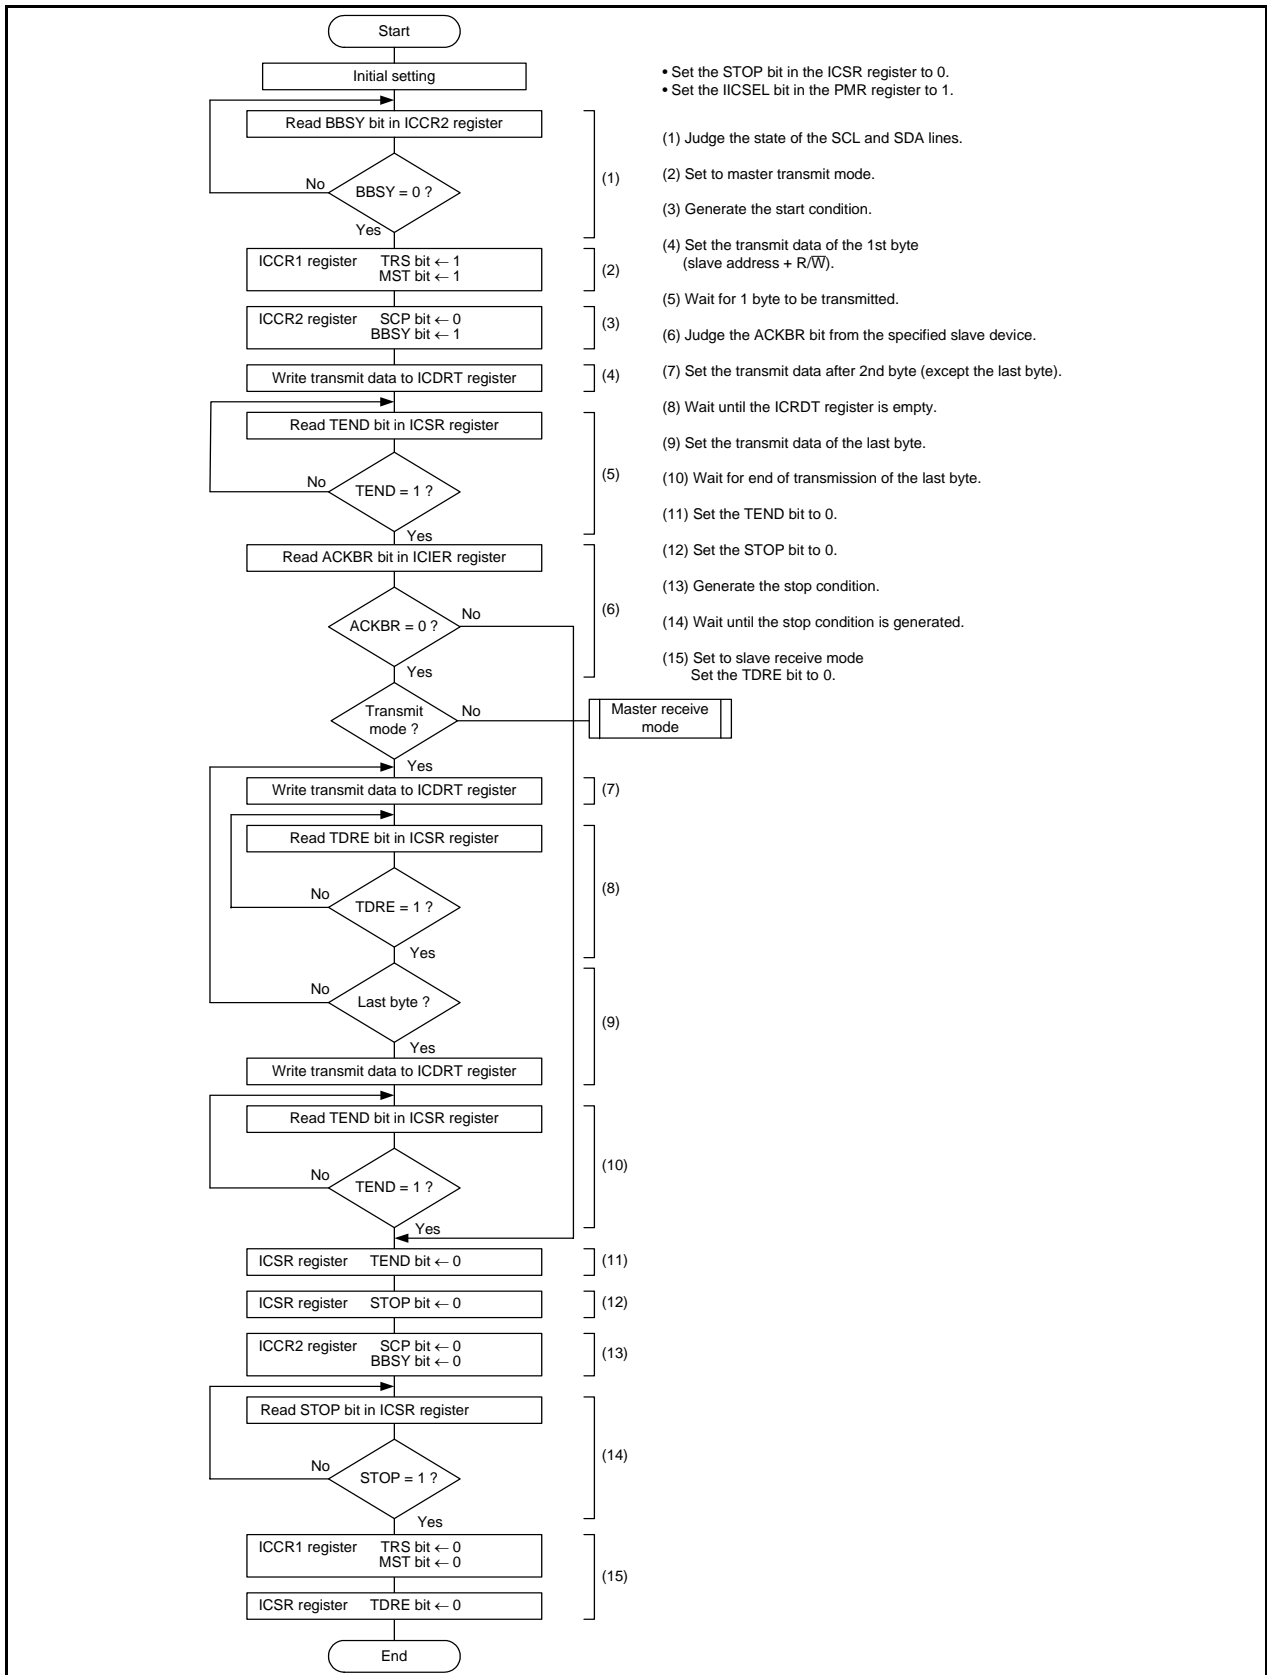 Start
Initial setting
• Set the STOP bit in the ICSR register to 0.
• Set the IICSEL bit in the PMR register to 1.
Read BBSY bit in ICCR2 register
No
BBSY = 0 ?
Yes
(1)
ICCR1 register TRS bit ← 1
MST bit ← 1
(2)
ICCR2 register SCP bit ← 0
BBSY bit ← 1
(3)
Write transmit data to ICDRT register
(4)
Read TEND bit in ICSR register
No
TEND = 1 ?
Yes
(5)
Read ACKBR bit in ICIER register
ACKBR = 0 ?
No
Yes
(6)
Transmit
mode ?
No
Yes
Master receive
mode
Write transmit data to ICDRT register
(7)
Read TDRE bit in ICSR register
No
TDRE = 1 ?
Yes
(8)
No
Last byte ?
Yes
Write transmit data to ICDRT register
(9)
Read TEND bit in ICSR register
No
TEND = 1 ?
Yes
(10)
ICSR register TEND bit ← 0
(11)
ICSR register STOP bit ← 0
(12)
ICCR2 register SCP bit ← 0
BBSY bit ← 0
(13)
Read STOP bit in ICSR register
No
STOP = 1 ?
Yes
(14)
ICCR1 register TRS bit ← 0
MST bit ← 0
ICSR register TDRE bit ← 0
(15)
End
(1) Judge the state of the SCL and SDA lines.
(2) Set to master transmit mode.
(3) Generate the start condition.
(4) Set the transmit data of the 1st byte
(slave address + R/W̅).
(5) Wait for 1 byte to be transmitted.
(6) Judge the ACKBR bit from the specified slave device.
(7) Set the transmit data after 2nd byte (except the last byte).
(8) Wait until the ICRDT register is empty.
(9) Set the transmit data of the last byte.
(10) Wait for end of transmission of the last byte.
(11) Set the TEND bit to 0.
(12) Set the STOP bit to 0.
(13) Generate the stop condition.
(14) Wait until the stop condition is generated.
(15) Set to slave receive mode
Set the TDRE bit to 0.